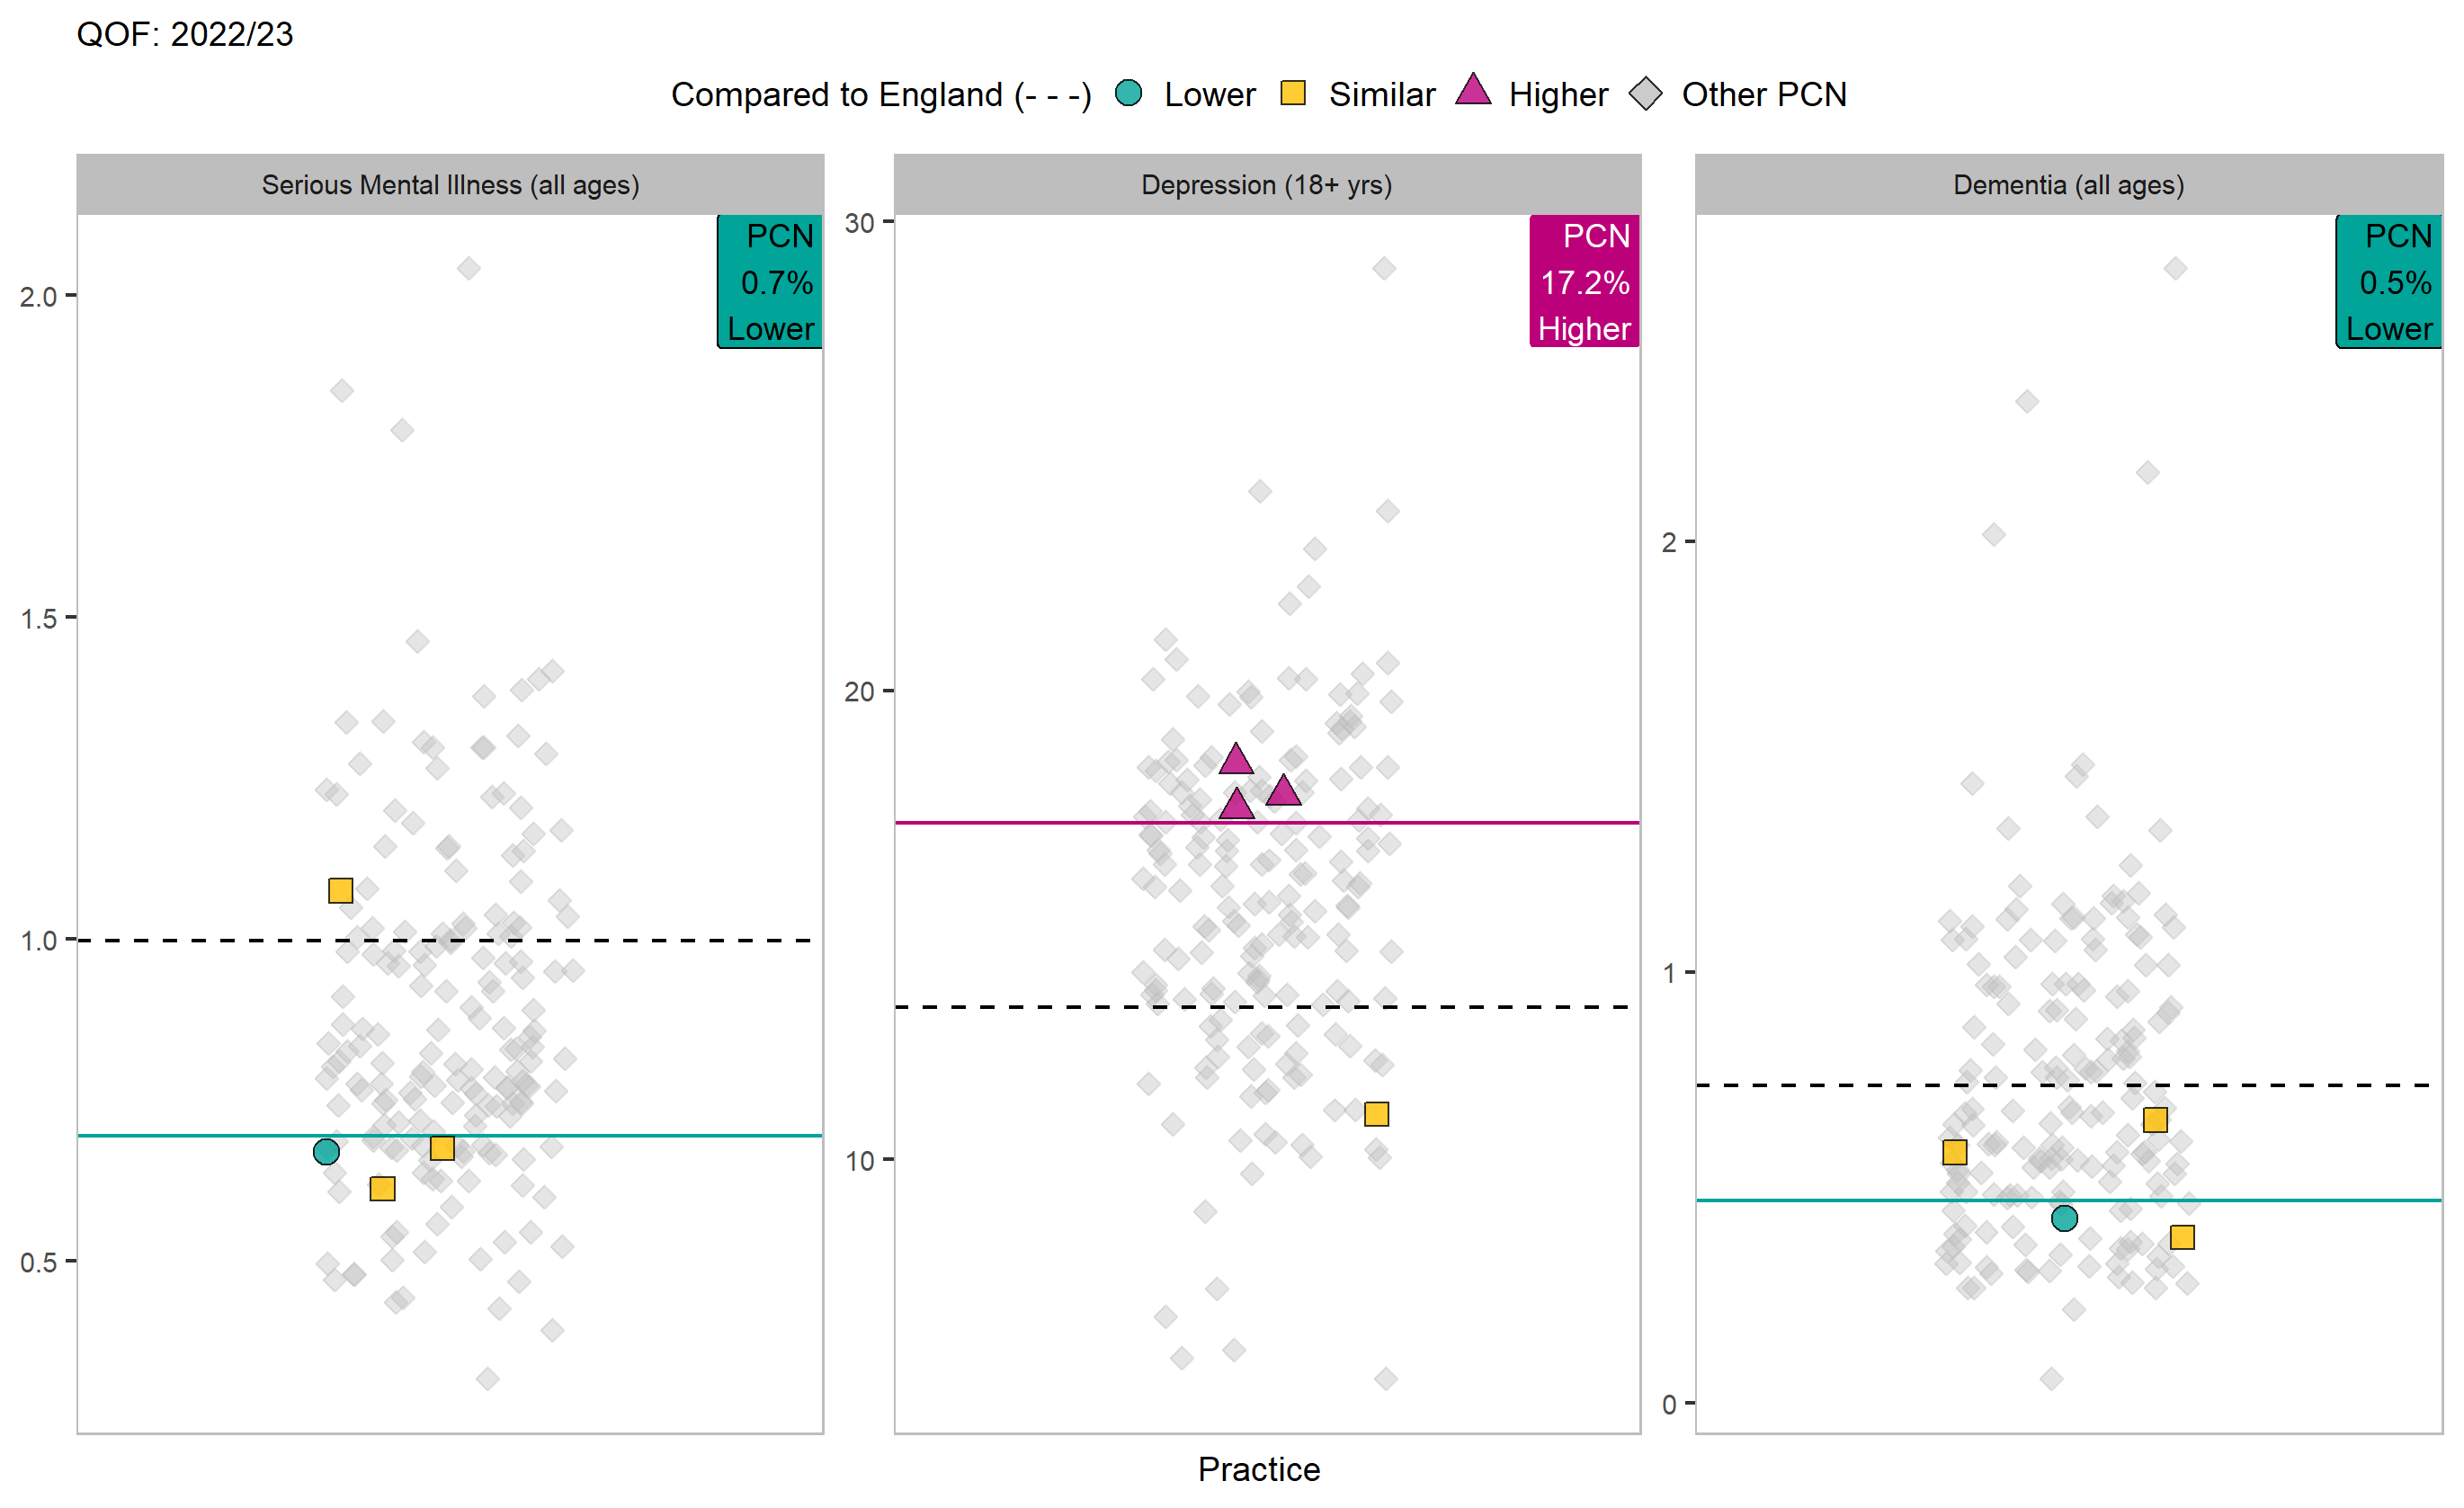 QOF: 2022/23
Compared to England (- - -) Lower Similar Higher Other PCN
Serious Mental Illness (all ages)
PCN
0.7%
Lower
2.0
1.5
1.0
0.5
Depression (18+ yrs)
PCN
17.2%
Higher
30
20
10
Dementia (all ages)
PCN
0.5%
Lower
2
1
0
Practice